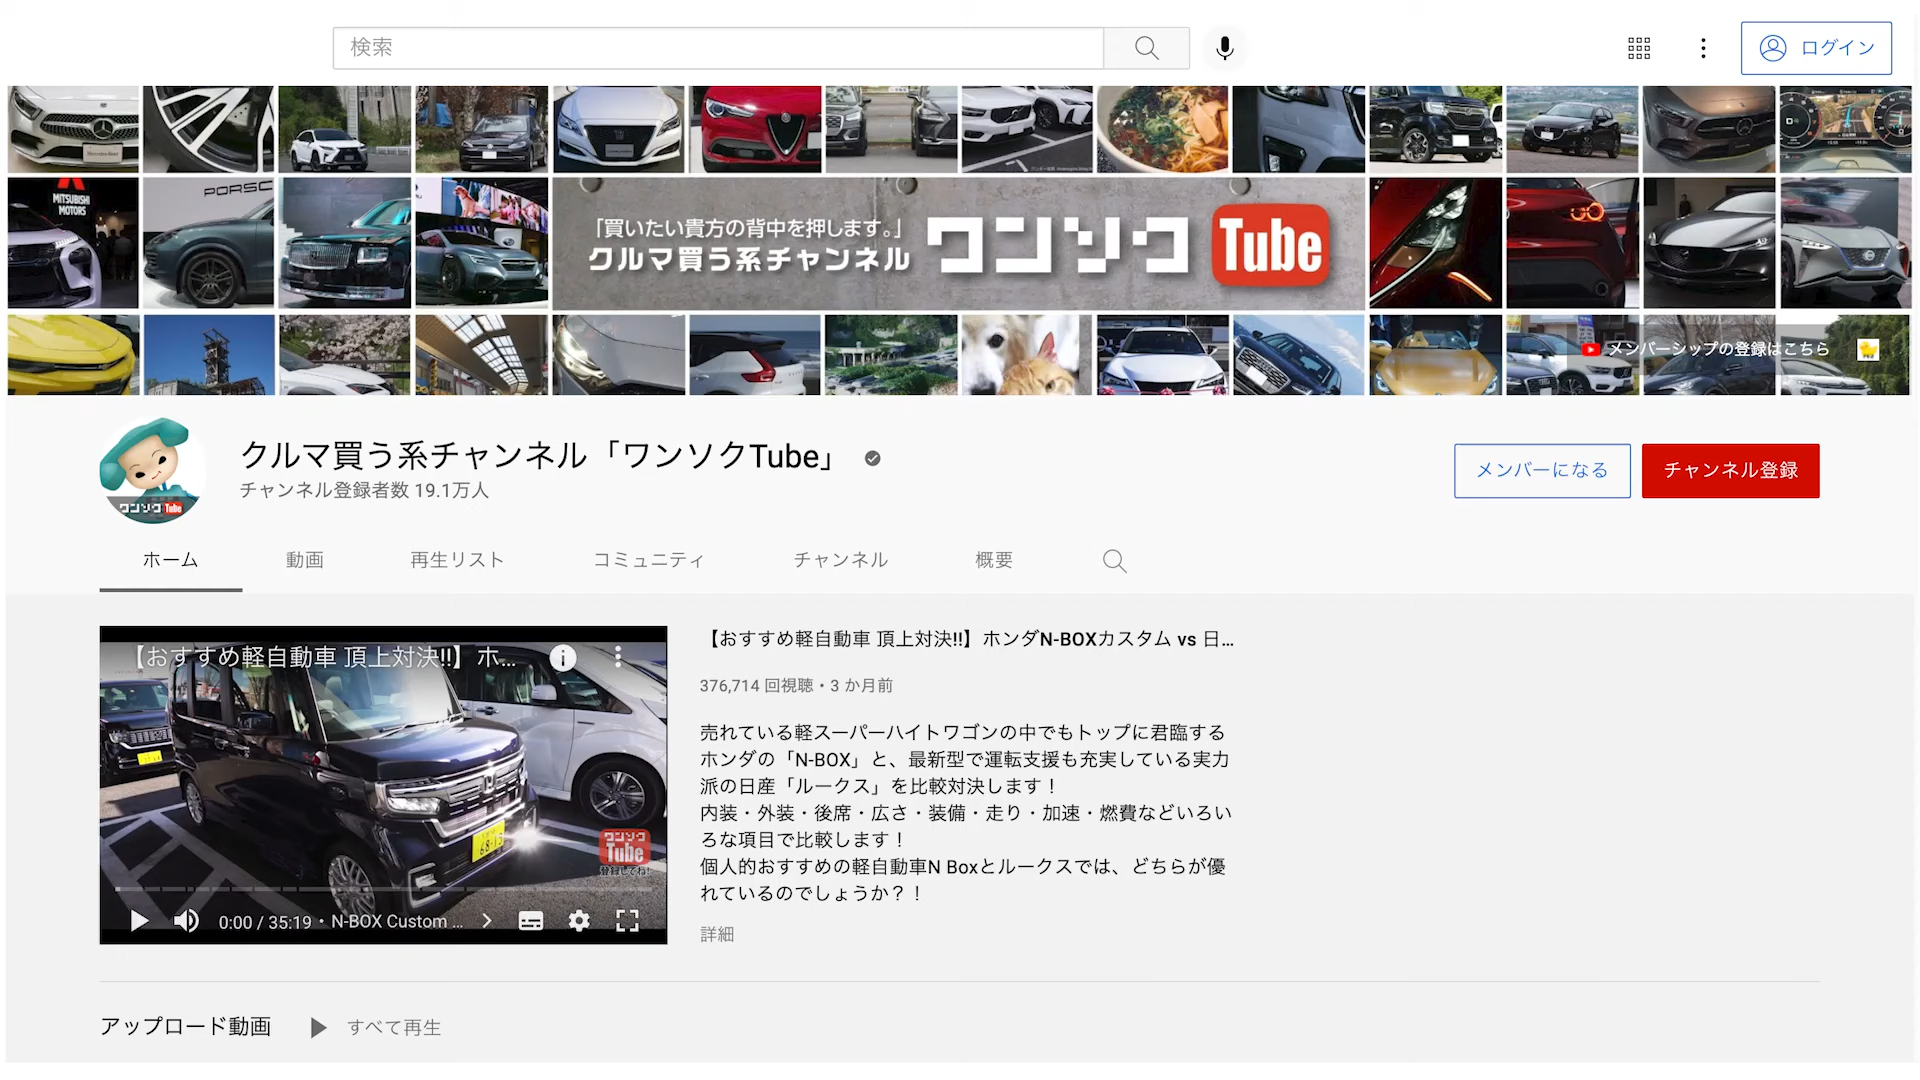 検索
ログイン
MITSUBISHI
MOTORS
PORSC
「買いたい貴方の背中を押します。」
クルマ買う系チャンネル
ワンソクTube
メンバーシップの登録はこちら
ワンソクTube
クルマ買う系チャンネル「ワンソクTube」
チャンネル登録者数 19.1万人
メンバーになる
チャンネル登録
ホーム
動画
再生リスト
コミュニティ
チャンネル
概要
【おすすめ軽自動車 頂上対決!!】ホ...
68-15
ワンソク
Tube
登録してね!
0:00 / 35:19・N-BOX Custom ...
【おすすめ軽自動車 頂上対決!!】ホンダN-BOXカスタム vs 日...
376,714 回視聴・3 か月前
売れている軽スーパーハイトワゴンの中でもトップに君臨する
ホンダの「N-BOX」と、最新型で運転支援も充実している実力
派の日産「ルークス」を比較対決します！
内装・外装・後席・広さ・装備・走り・加速・燃費などいろい
ろな項目で比較します！
個人的おすすめの軽自動車N Boxとルークスでは、どちらが優
れているのでしょうか？！
詳細
アップロード動画
すべて再生